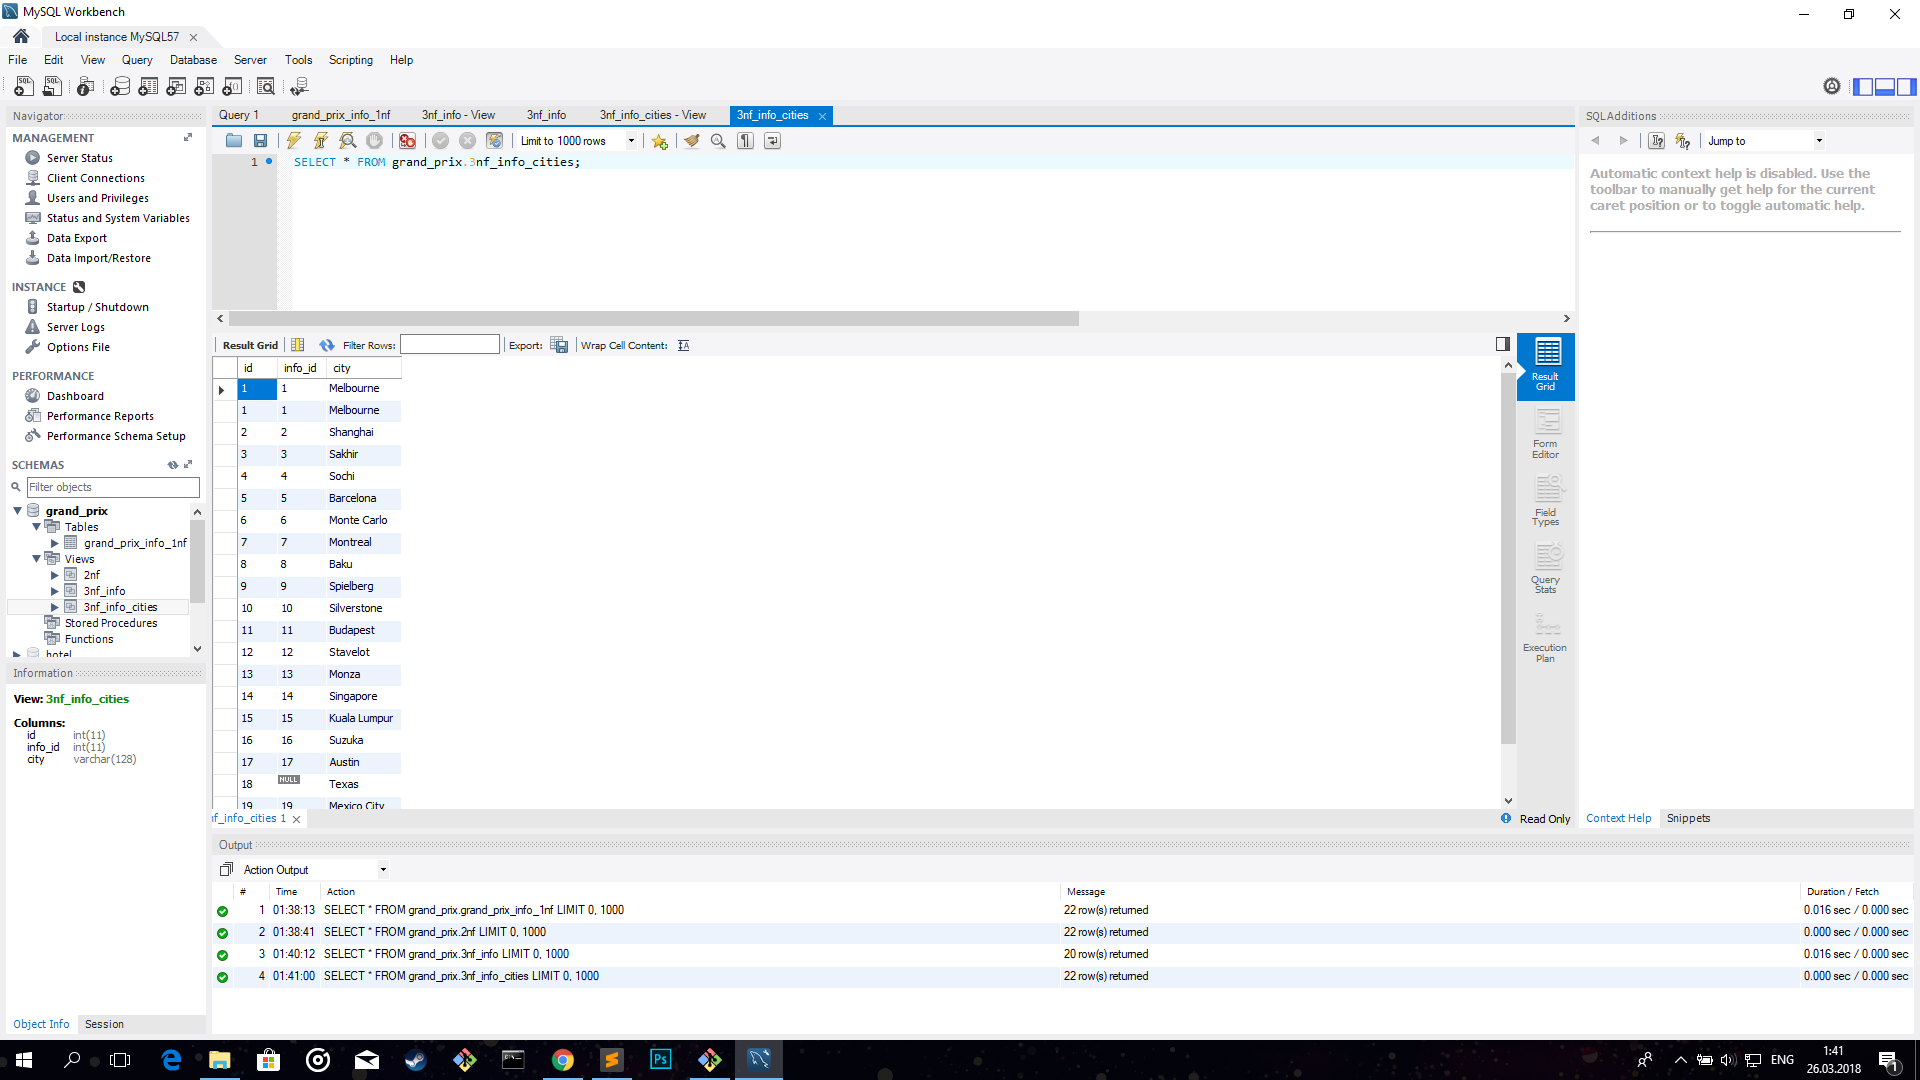 MySQL Workbench
Local instance MySQL57
File Edit View Query Database Server Tools Scripting Help
Navigator
MANAGEMENT
Server Status
Client Connections
Users and Privileges
Status and System Variables
Data Export
Data Import/Restore
INSTANCE
Startup / Shutdown
Server Logs
Options File
PERFORMANCE
Dashboard
Performance Reports
Performance Schema Setup
SCHEMAS
Filter objects
grand_prix
Tables
grand_prix_info_1nf
Views
2nf
3nf_info
3nf_info_cities
Stored Procedures
Functions
hotel
Information
View: 3nf_info_cities
Columns:
id int(11)
info_id int(11)
city varchar(128)
Object Info Session
Query 1 grand_prix_info_1nf 3nf_info - View 3nf_info 3nf_info_cities - View 3nf_info_cities
Limit to 1000 rows
1 SELECT * FROM grand_prix.3nf_info_cities;
Result Grid Filter Rows: Export: Wrap Cell Content:
id info_id city
1 1 Melbourne
1 1 Melbourne
2 2 Shanghai
3 3 Sakhir
4 4 Sochi
5 5 Barcelona
6 6 Monte Carlo
7 7 Montreal
8 8 Baku
9 9 Spielberg
10 10 Silverstone
11 11 Budapest
12 12 Stavelot
13 13 Monza
14 14 Singapore
15 15 Kuala Lumpur
16 16 Suzuka
17 17 Austin
18 NULL Texas
19 19 Mexico City
Result Grid
Form Editor
Field Types
Query Stats
Execution Plan
nf_info_cities 1
Read Only
SQLAdditions
Jump to
Automatic context help is disabled. Use the
toolbar to manually get help for the current
caret position or to toggle automatic help.
Context Help Snippets
Output
Action Output
# Time Action Message Duration / Fetch
1 01:38:13 SELECT * FROM grand_prix.grand_prix_info_1nf LIMIT 0, 1000 22 row(s) returned 0.016 sec / 0.000 sec
2 01:38:41 SELECT * FROM grand_prix.2nf LIMIT 0, 1000 22 row(s) returned 0.000 sec / 0.000 sec
3 01:40:12 SELECT * FROM grand_prix.3nf_info LIMIT 0, 1000 20 row(s) returned 0.016 sec / 0.000 sec
4 01:41:00 SELECT * FROM grand_prix.3nf_info_cities LIMIT 0, 1000 22 row(s) returned 0.000 sec / 0.000 sec
Ps
ENG
1:41
26.03.2018
1